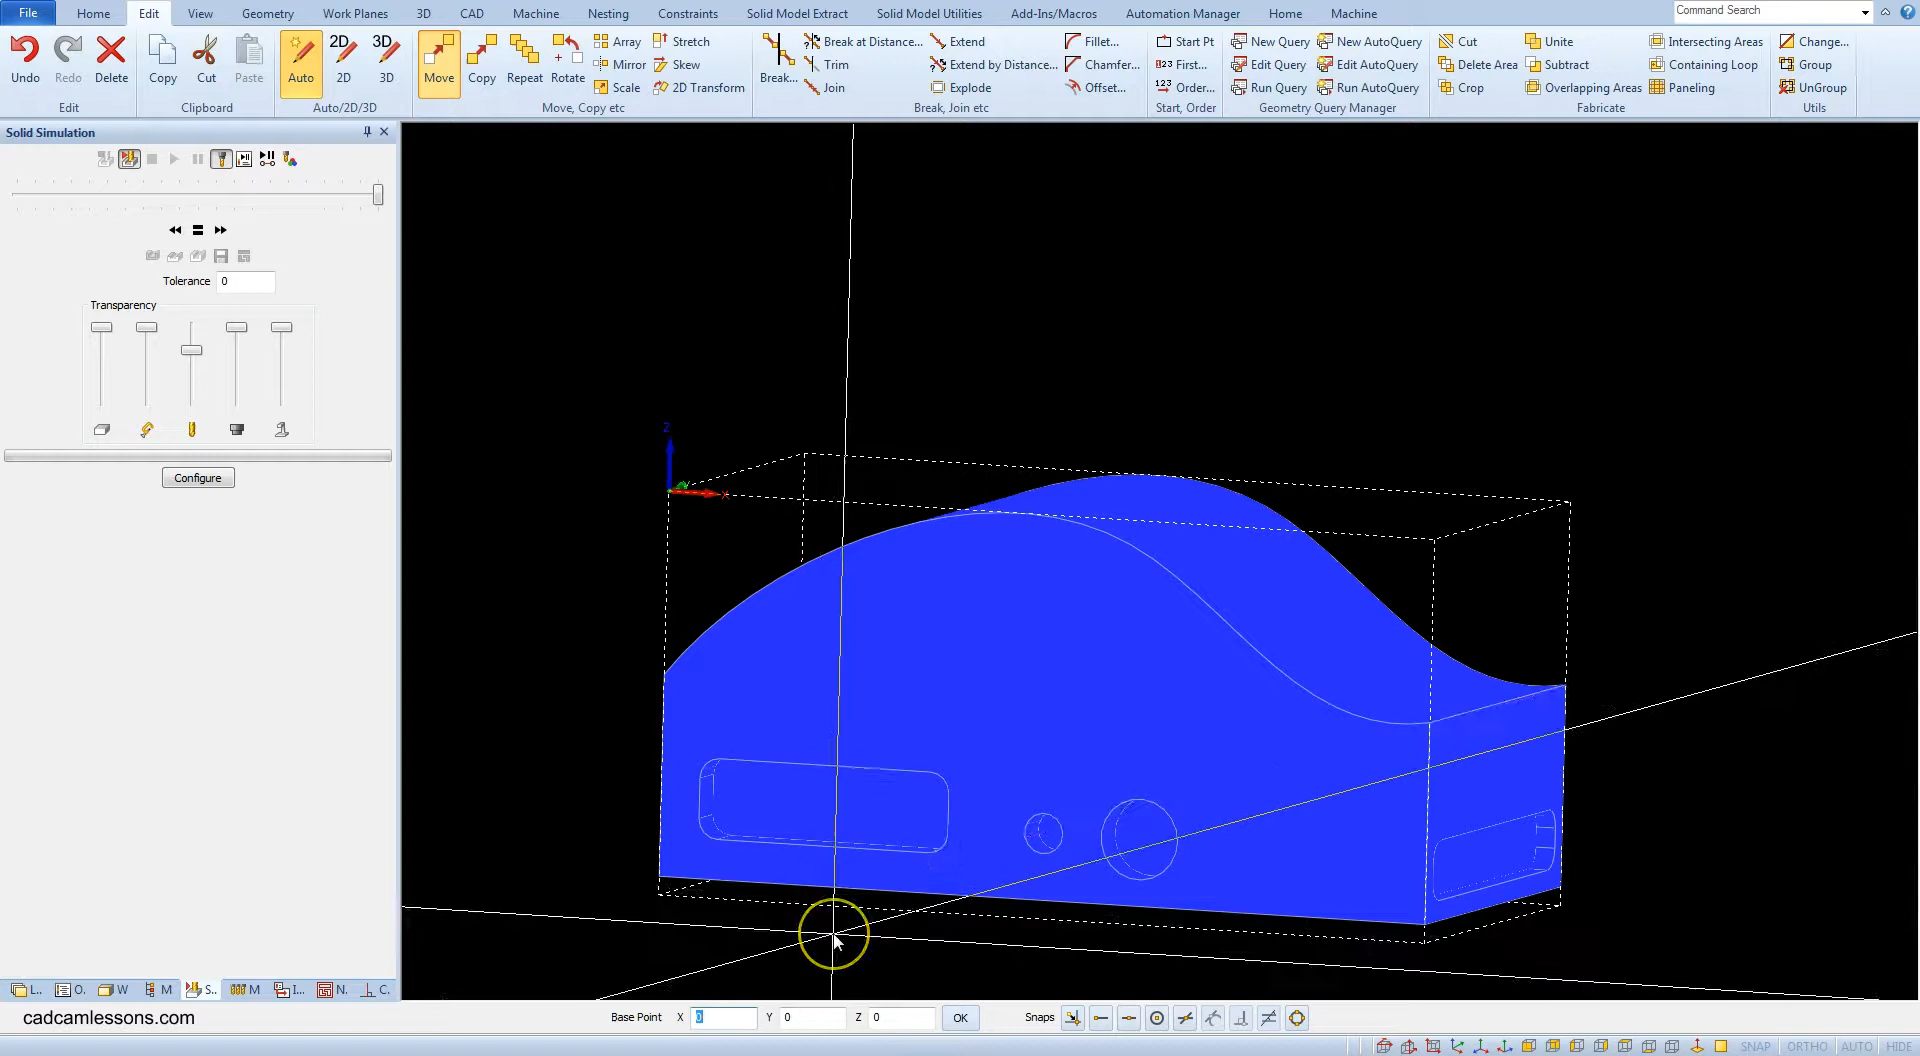 File Home Edit View Geometry Work Planes 3D CAD Machine Nesting Constraints Solid Model Extract Solid Model Utilities Add-Ins/Macros Automation Manager Home Machine Command Search
2D 3D
Array Stretch Break at Distance... Extend Fillet... Start Pt New Query New AutoQuery Cut Unite Intersecting Areas Change...
Mirror Skew Trim Extend by Distance... Chamfer... 123 First... Edit Query Edit AutoQuery Delete Area Subtract Containing Loop Group
Undo Redo Delete Copy Cut Paste Auto 2D 3D Move Copy Repeat Rotate Break...
Scale 2D Transform Join Explode Offset... 123 Order... Run Query Run AutoQuery Crop Overlapping Areas Paneling UnGroup
Edit Clipboard Auto/2D/3D Move, Copy etc Break, Join etc Start, Order Geometry Query Manager Fabricate Utils
Solid Simulation
Tolerance 0
Transparency
Configure
Z
X
L... O. W M S.. M I... N. C.
cadcamlessons.com
Base Point X 0 Y 0 Z 0 OK Snaps
SNAP ORTHO AUTO HIDE